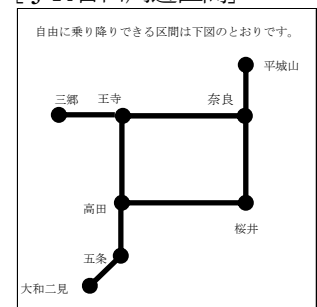 自由に乗り降りできる区間は下図のとおりです。
平城山
三郷
王寺
奈良
高田
桜井
五条
大和二見